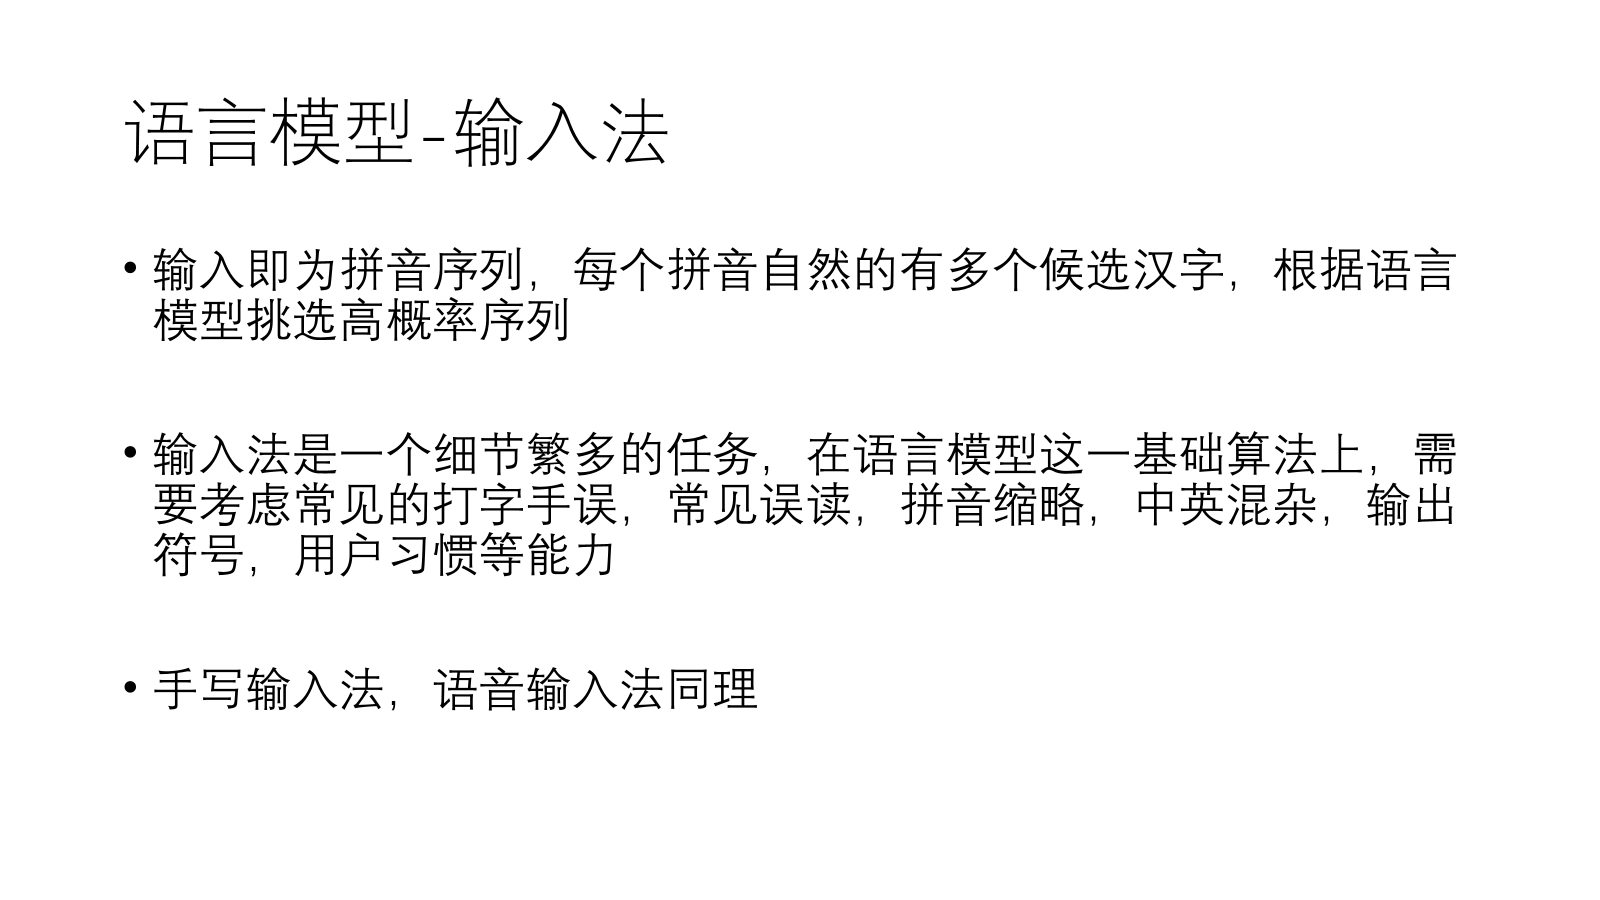 语言模型-输入法
• 输入即为拼音序列，每个拼音自然的有多个候选汉字，根据语言
模型挑选高概率序列
• 输入法是一个细节繁多的任务，在语言模型这一基础算法上，需
要考虑常见的打字手误，常见误读，拼音缩略，中英混杂，输出
符号，用户习惯等能力
• 手写输入法，语音输入法同理